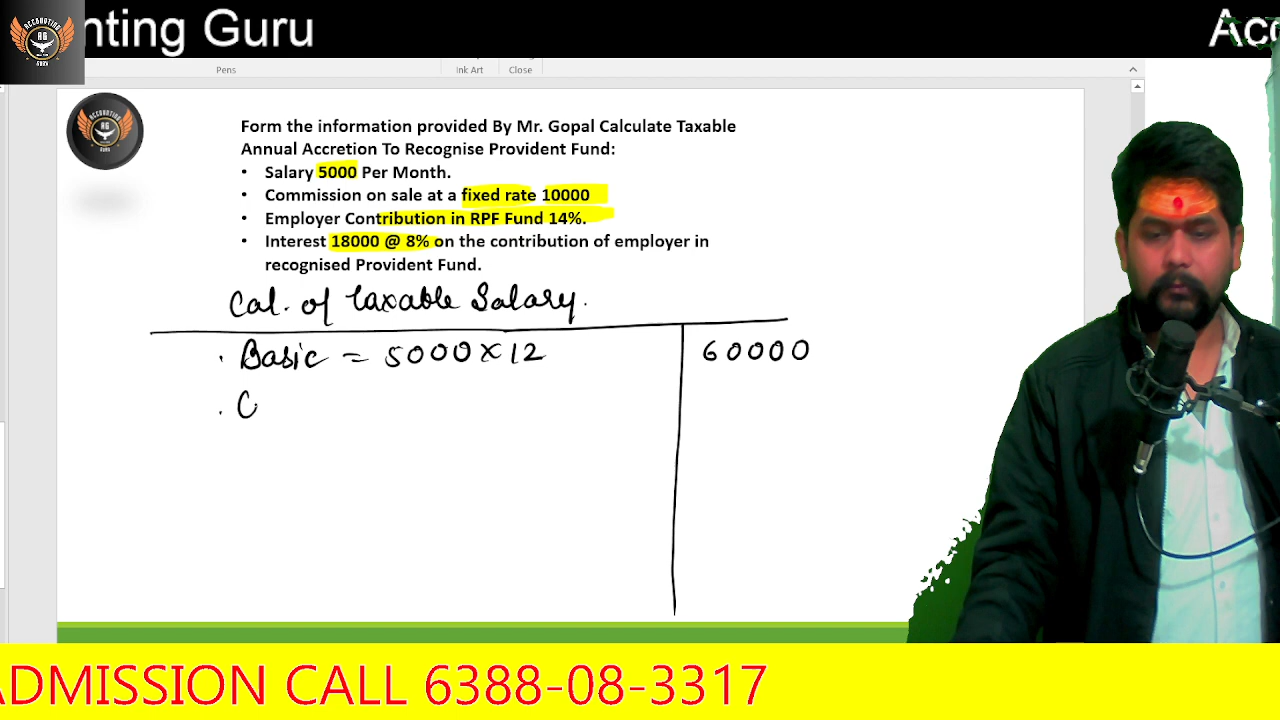 nting Guru
Acc
Pens
Ink Art
Close
Form the information provided By Mr. Gopal Calculate Taxable
Annual Accretion To Recognise Provident Fund:
• Salary 5000 Per Month.
• Commission on sale at a fixed rate 10000
• Employer Contribution in RPF Fund 14%.
• Interest 18000 @ 8% on the contribution of employer in
recognised Provident Fund.
Cal. of Taxable Salary.
. Basic = 5000 × 12 60000
. C
ADMISSION CALL 6388-08-3317